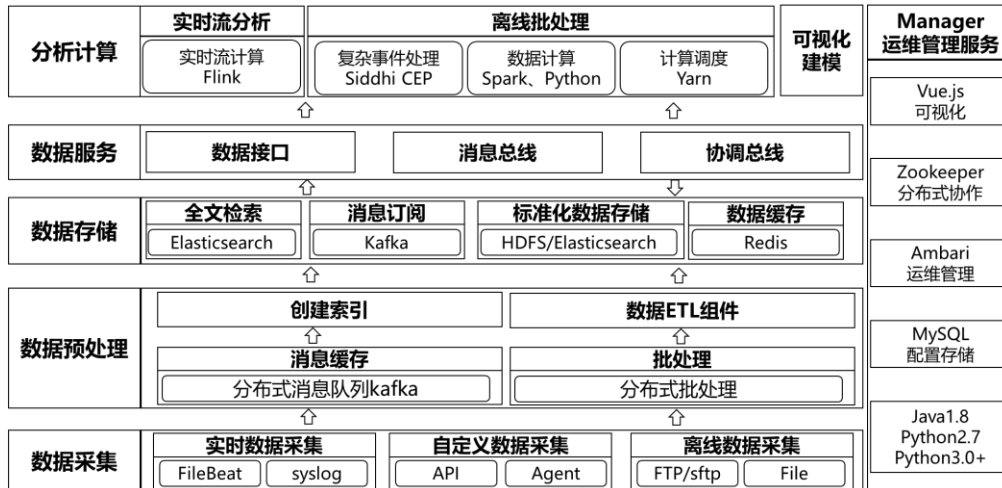 分析计算
实时流分析
实时流计算
Flink
离线批处理
复杂事件处理
Siddhi CEP
数据计算
Spark、Python
计算调度
Yarn
可视化
建模
数据服务
数据接口
消息总线
协调总线
数据存储
全文检索
Elasticsearch
消息订阅
Kafka
标准化数据存储
HDFS/Elasticsearch
数据缓存
Redis
数据预处理
创建索引
数据ETL组件
消息缓存
分布式消息队列kafka
批处理
分布式批处理
数据采集
实时数据采集
FileBeat
syslog
自定义数据采集
API
Agent
离线数据采集
FTP/sftp
File
Manager
运维管理服务
Vue.js
可视化
Zookeeper
分布式协作
Ambari
运维管理
MySQL
配置存储
Java1.8
Python2.7
Python3.0+